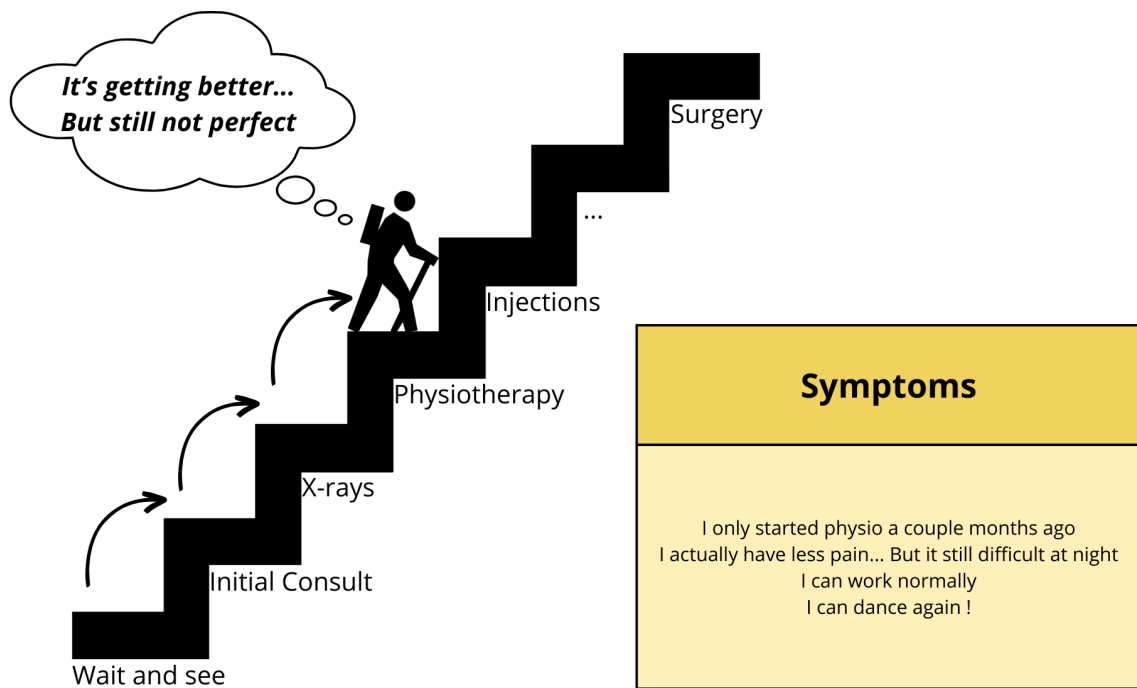 It's getting better...
But still not perfect
Surgery
...
Injections
Physiotherapy
X-rays
Initial Consult
Wait and see
Symptoms
I only started physio a couple months ago
I actually have less pain... But it still difficult at night
I can work normally
I can dance again !